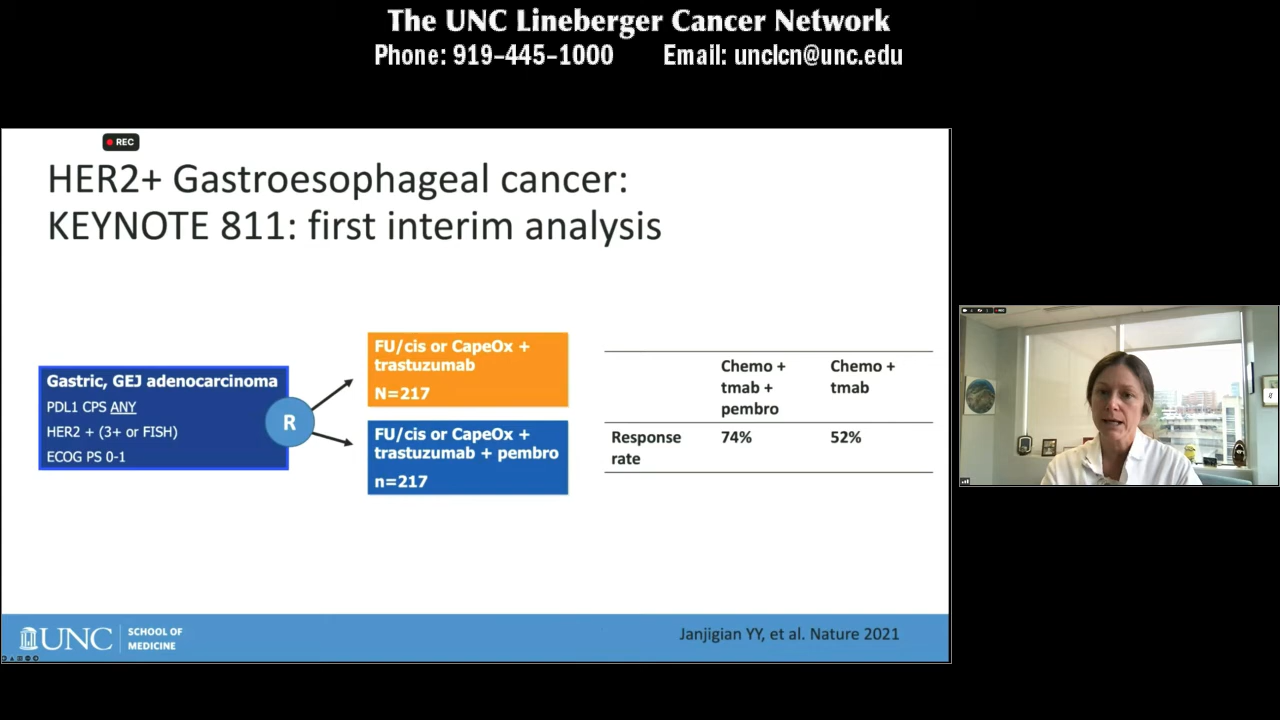 The UNC Lineberger Cancer Network
Phone: 919-445-1000 Email: unclcn@unc.edu
REC
HER2+ Gastroesophageal cancer:
KEYNOTE 811: first interim analysis
Gastric, GEJ adenocarcinoma
PDL1 CPS ANY
HER2 + (3+ or FISH)
ECOG PS 0-1
R
FU/cis or CapeOx +
trastuzumab
N=217
FU/cis or CapeOx +
trastuzumab + pembro
n=217
Chemo +
tmab +
pembro
Chemo +
tmab
Response
rate
74%
52%
UNC
SCHOOL OF
MEDICINE
Janjigian YY, et al. Nature 2021